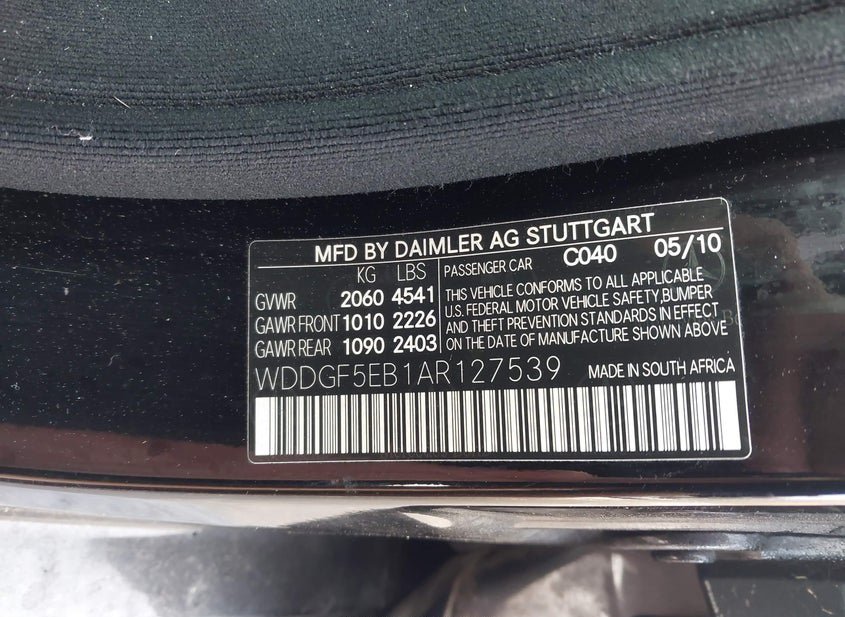 MFD BY DAIMLER AG STUTTGART
KG LBS PASSENGER CAR C040 05/10
GVWR 2060 4541
GAWR FRONT 1010 2226
GAWR REAR 1090 2403
THIS VEHICLE CONFORMS TO ALL APPLICABLE
U.S. FEDERAL MOTOR VEHICLE SAFETY,BUMPER
AND THEFT PREVENTION STANDARDS IN EFFECT
ON THE DATE OF MANUFACTURE SHOWN ABOVE
WDDGF5EB1AR127539 MADE IN SOUTH AFRICA